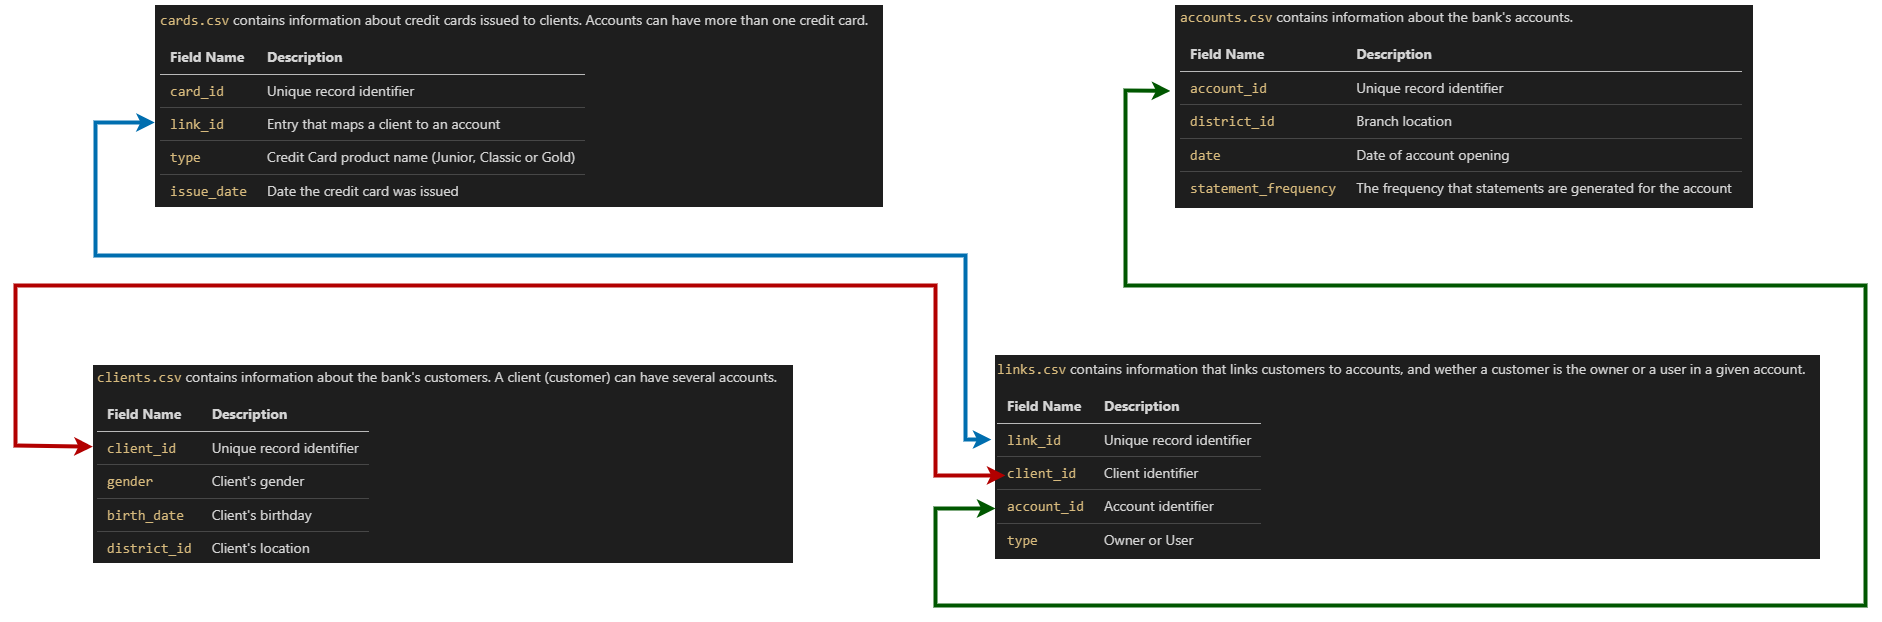 cards.csv contains information about credit cards issued to clients. Accounts can have more than one credit card.
Field Name Description
card_id Unique record identifier
link_id Entry that maps a client to an account
type Credit Card product name (Junior, Classic or Gold)
issue_date Date the credit card was issued
accounts.csv contains information about the bank's accounts.
Field Name Description
account_id Unique record identifier
district_id Branch location
date Date of account opening
statement_frequency The frequency that statements are generated for the account
clients.csv contains information about the bank's customers. A client (customer) can have several accounts.
Field Name Description
client_id Unique record identifier
gender Client's gender
birth_date Client's birthday
district_id Client's location
links.csv contains information that links customers to accounts, and wether a customer is the owner or a user in a given account.
Field Name Description
link_id Unique record identifier
client_id Client identifier
account_id Account identifier
type Owner or User